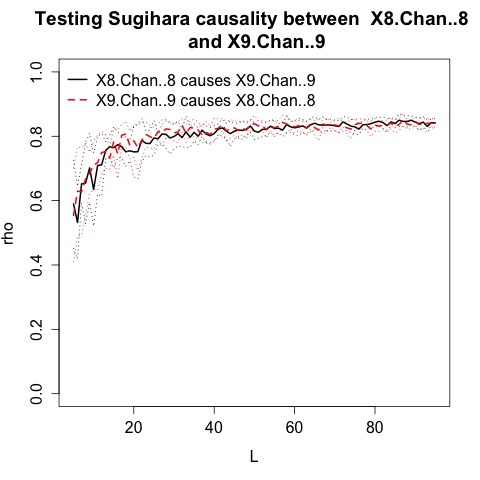 Testing Sugihara causality between  X8.Chan..8
and X9.Chan..9
X8.Chan..8 causes X9.Chan..9
X9.Chan..9 causes X8.Chan..8
rho
1.0
0.8
0.6
0.4
0.2
0.0
20 40 60 80
L